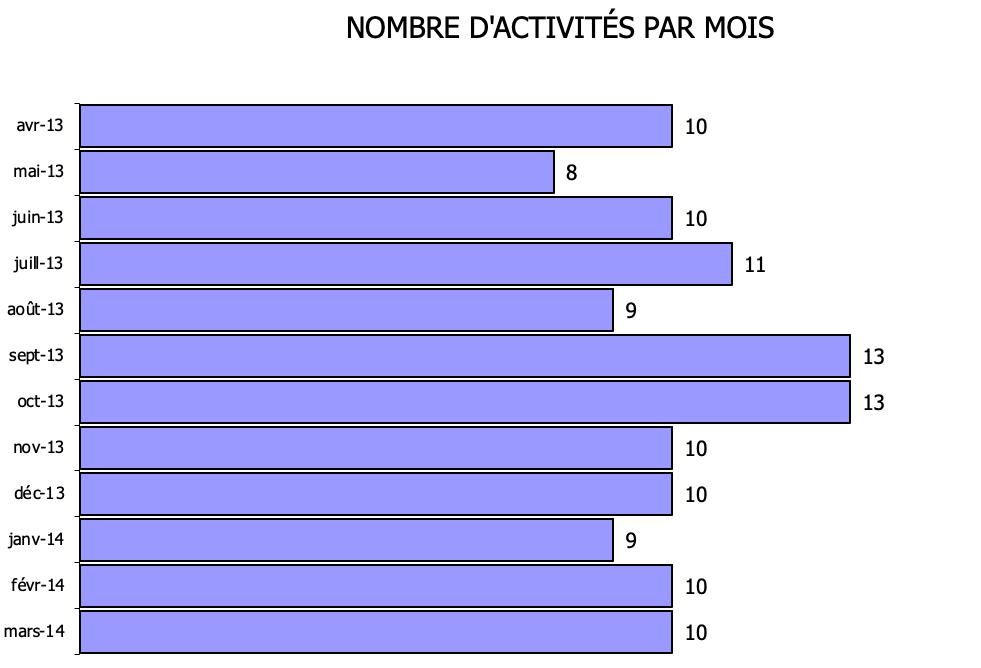 NOMBRE D'ACTIVITÉS PAR MOIS
avr-13 10
mai-13 8
juin-13 10
juill-13 11
août-13 9
sept-13 13
oct-13 13
nov-13 10
déc-13 10
janv-14 9
févr-14 10
mars-14 10